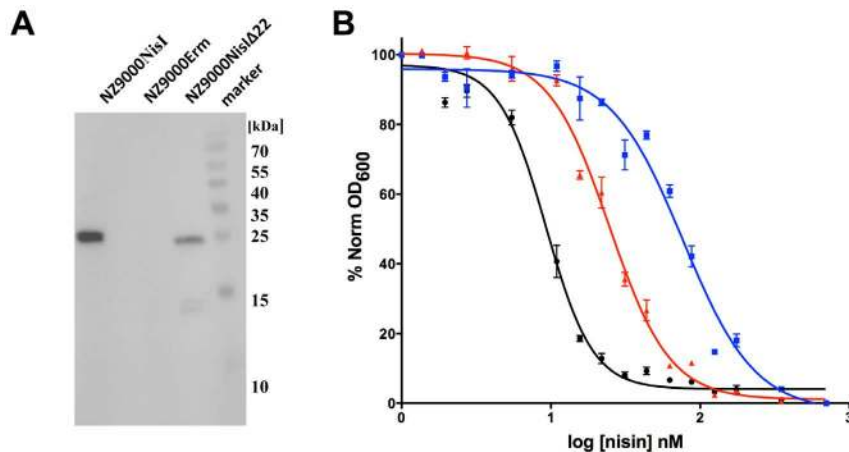 A
NZ9000NisI
NZ9000Erm
NZ9000NisIΔ22
marker
[kDa]
70
55
40
35
25
15
10
B
% Norm OD600
100
80
60
40
20
0
0
1
2
3
log [nisin] nM